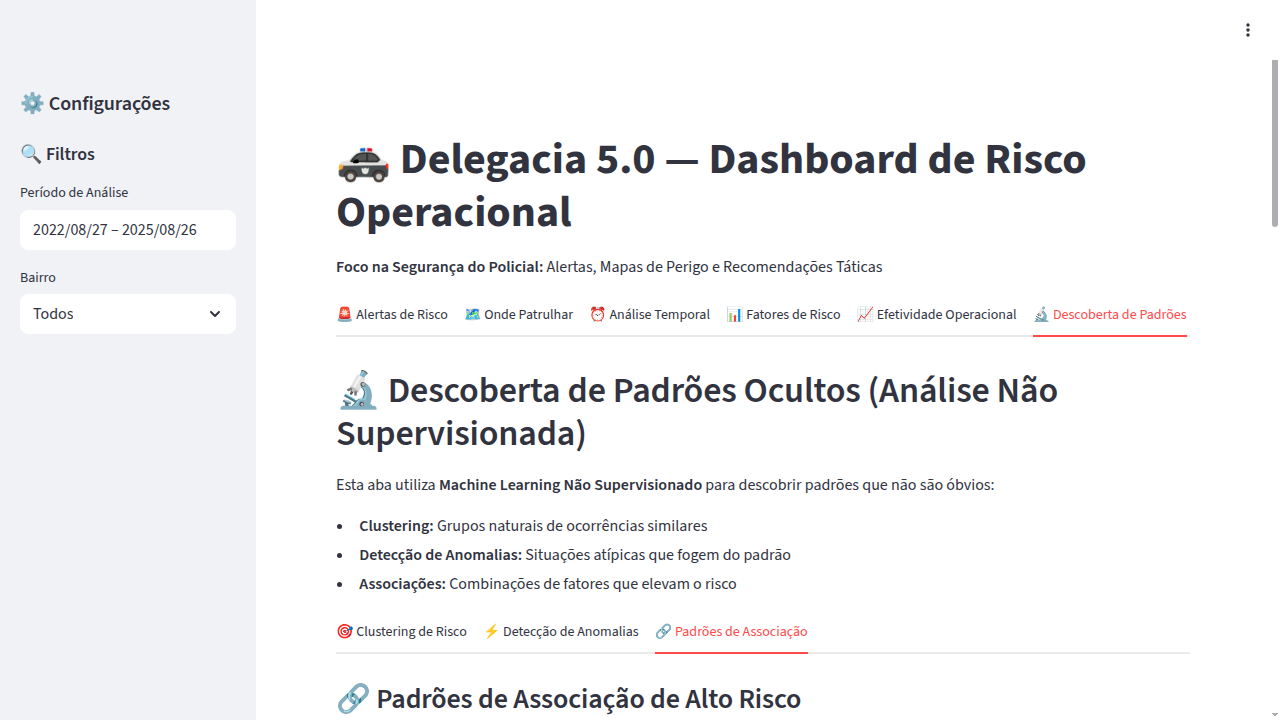 ⚙️ Configurações
🔍 Filtros
Período de Análise
2022/08/27 – 2025/08/26
Bairro
Todos
🚓 Delegacia 5.0 — Dashboard de Risco
Operacional
Foco na Segurança do Policial: Alertas, Mapas de Perigo e Recomendações Táticas
🚨 Alertas de Risco 🗺️ Onde Patrulhar ⏰ Análise Temporal 📊 Fatores de Risco 📈 Efetividade Operacional 🔬 Descoberta de Padrões
🔬 Descoberta de Padrões Ocultos (Análise Não
Supervisionada)
Esta aba utiliza Machine Learning Não Supervisionado para descobrir padrões que não são óbvios:
• Clustering: Grupos naturais de ocorrências similares
• Detecção de Anomalias: Situações atípicas que fogem do padrão
• Associações: Combinações de fatores que elevam o risco
🎯 Clustering de Risco ⚡ Detecção de Anomalias 🔗 Padrões de Associação
🔗 Padrões de Associação de Alto Risco